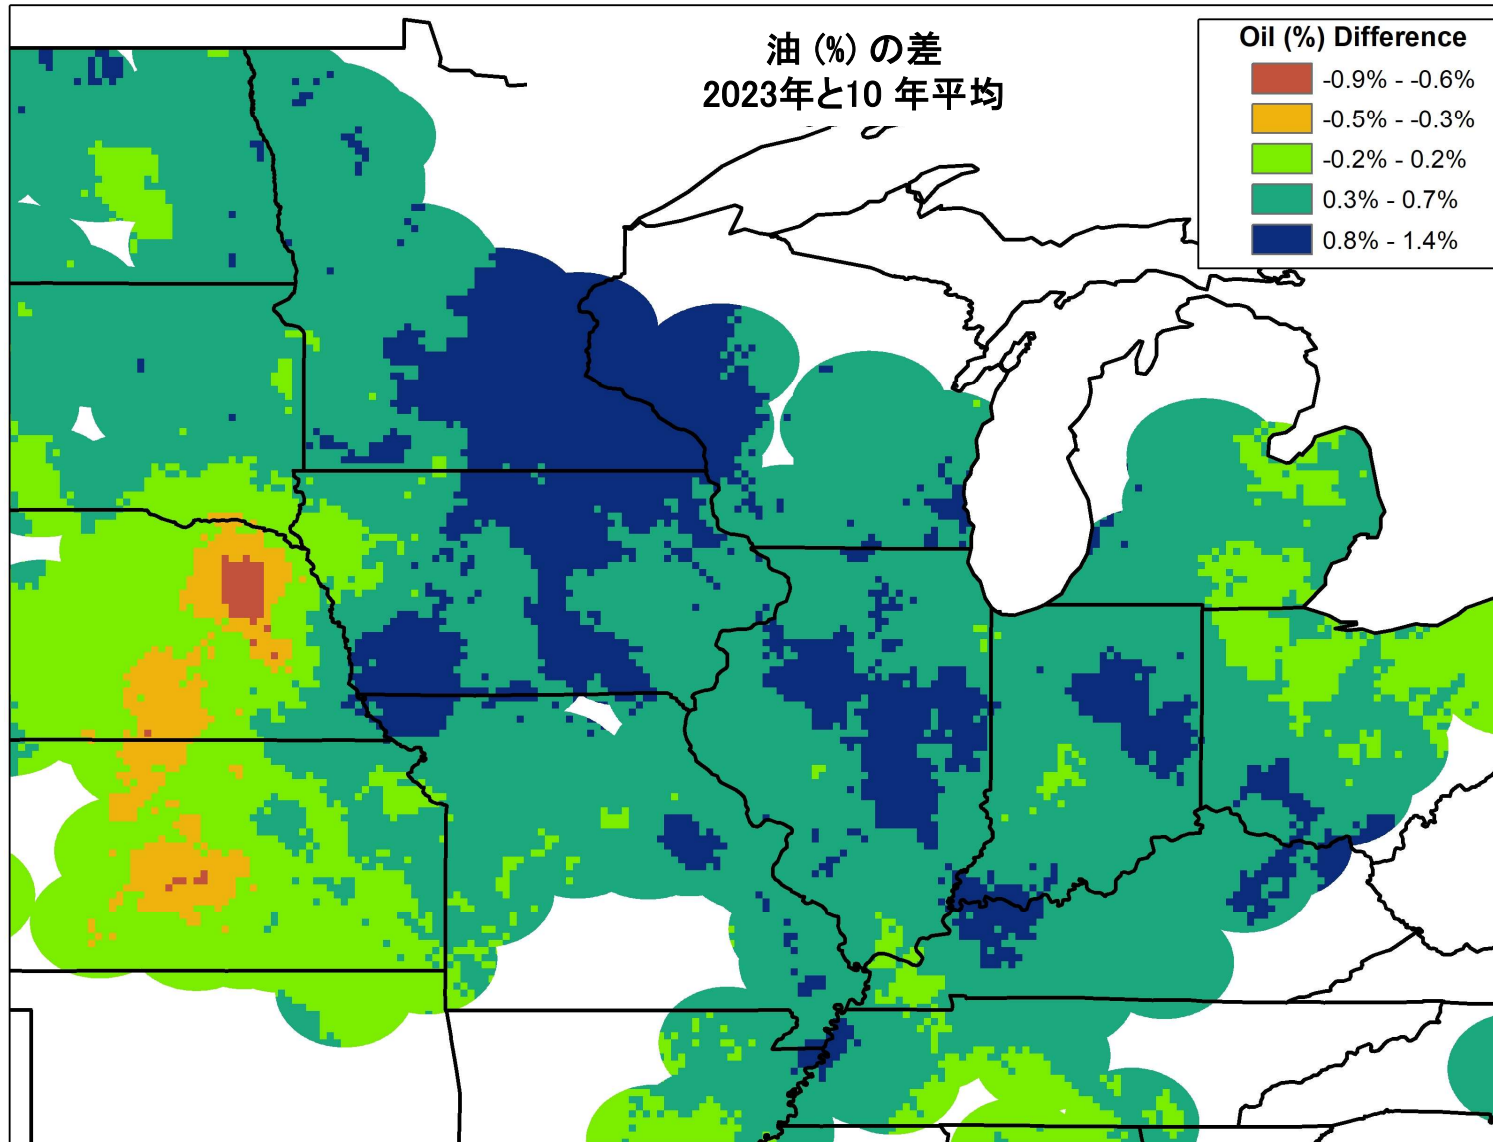 油 (%) の差
2023年と10 年平均
Oil (%) Difference
-0.9% - -0.6%
-0.5% - -0.3%
-0.2% - 0.2%
0.3% - 0.7%
0.8% - 1.4%